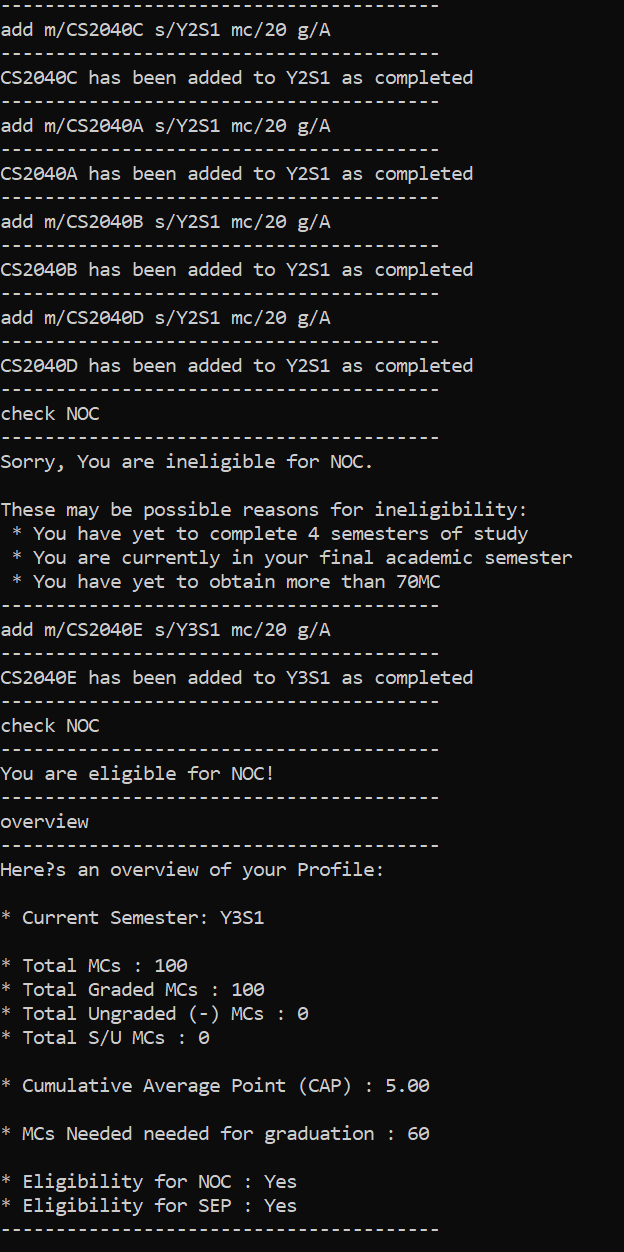 ----------------------------------------
add m/CS2040C s/Y2S1 mc/20 g/A
----------------------------------------
CS2040C has been added to Y2S1 as completed
----------------------------------------
add m/CS2040A s/Y2S1 mc/20 g/A
----------------------------------------
CS2040A has been added to Y2S1 as completed
----------------------------------------
add m/CS2040B s/Y2S1 mc/20 g/A
----------------------------------------
CS2040B has been added to Y2S1 as completed
----------------------------------------
add m/CS2040D s/Y2S1 mc/20 g/A
----------------------------------------
CS2040D has been added to Y2S1 as completed
----------------------------------------
check NOC
----------------------------------------
Sorry, You are ineligible for NOC.
These may be possible reasons for ineligibility:
* You have yet to complete 4 semesters of study
* You are currently in your final academic semester
* You have yet to obtain more than 70MC
----------------------------------------
add m/CS2040E s/Y3S1 mc/20 g/A
----------------------------------------
CS2040E has been added to Y3S1 as completed
----------------------------------------
check NOC
----------------------------------------
You are eligible for NOC!
----------------------------------------
overview
----------------------------------------
Here?s an overview of your Profile:
* Current Semester: Y3S1
* Total MCs : 100
* Total Graded MCs : 100
* Total Ungraded (-) MCs : 0
* Total S/U MCs : 0
* Cumulative Average Point (CAP) : 5.00
* MCs Needed needed for graduation : 60
* Eligibility for NOC : Yes
* Eligibility for SEP : Yes
----------------------------------------